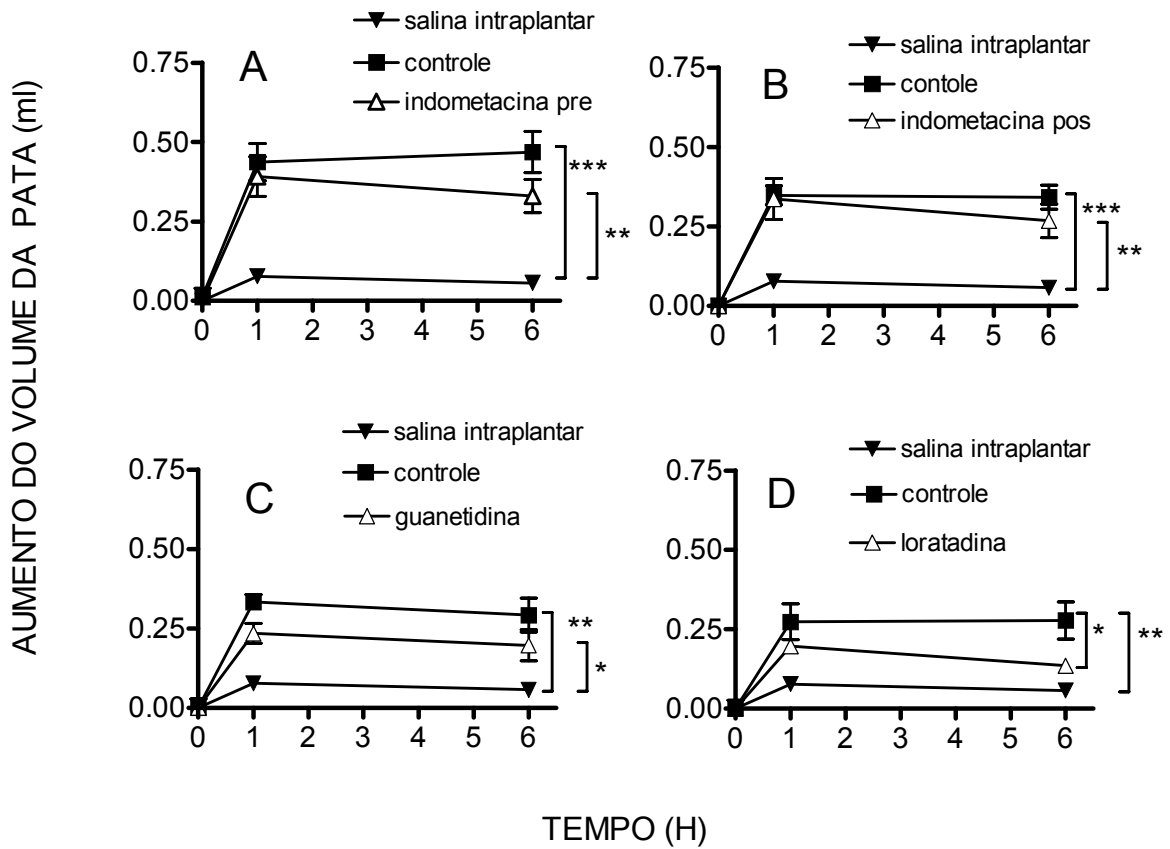 AUMENTO DO VOLUME DA PATA (ml)
A
salina intraplantar
controle
indometacina pre
0.75
0.50
0.25
0.00
0 1 2 3 4 5 6
***
**
B
salina intraplantar
contole
indometacina pos
0.75
0.50
0.25
0.00
0 1 2 3 4 5 6
***
**
C
salina intraplantar
controle
guanetidina
0.75
0.50
0.25
0.00
0 1 2 3 4 5 6
**
*
D
salina intraplantar
controle
loratadina
0.75
0.50
0.25
0.00
0 1 2 3 4 5 6
*
**
TEMPO (H)